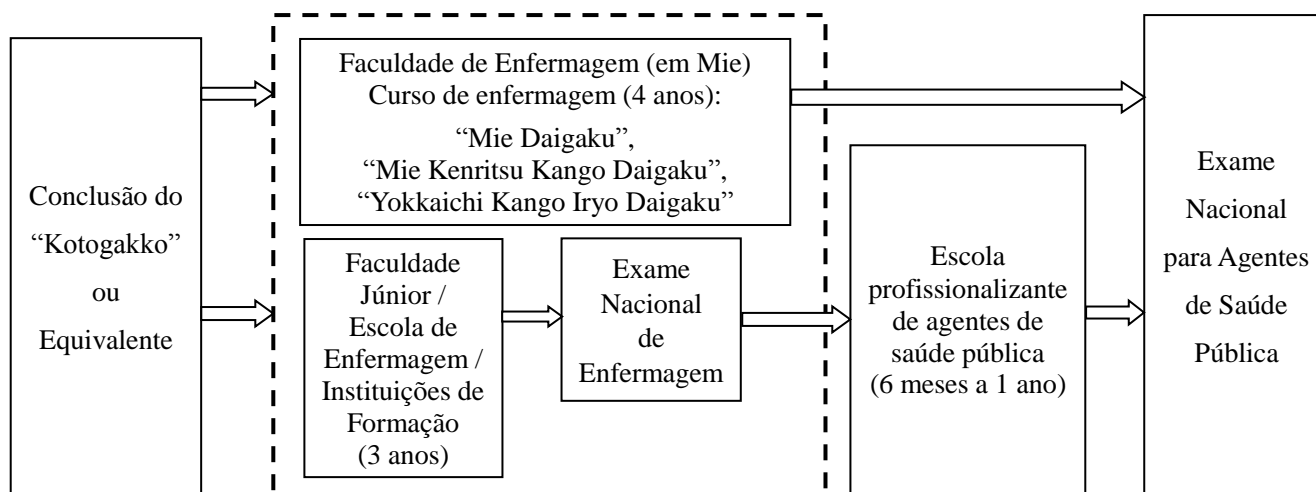 Conclusão do
“Kotogakko”
ou
Equivalente
Faculdade de Enfermagem (em Mie)
Curso de enfermagem (4 anos):
“Mie Daigaku”,
“Mie Kenritsu Kango Daigaku”,
“Yokkaichi Kango Iryo Daigaku”
Faculdade
Júnior /
Escola de
Enfermagem /
Instituições de
Formação
(3 anos)
Exame
Nacional
de
Enfermagem
Escola
profissionalizante
de agentes de
saúde pública
(6 meses a 1 ano)
Exame
Nacional
para Agentes
de Saúde
Pública